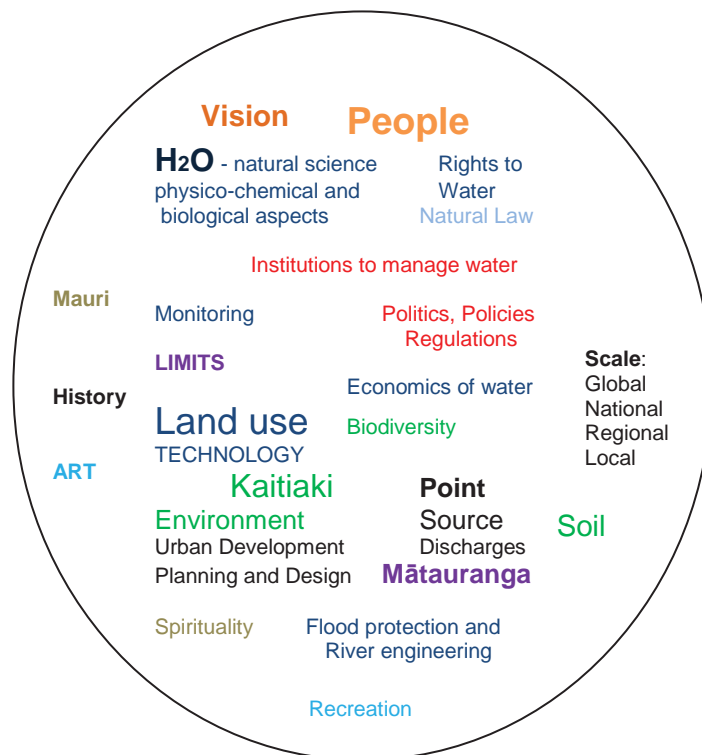 Vision People
H2O - natural science
physico-chemical and
biological aspects
Rights to
Water
Natural Law
Institutions to manage water
Mauri
Monitoring
Politics, Policies
Regulations
LIMITS
Scale:
Global
National
Regional
Local
Economics of water
History
Land use
Biodiversity
TECHNOLOGY
ART
Kaitiaki
Point
Source
Discharges
Environment
Soil
Urban Development
Planning and Design
Mātauranga
Spirituality
Flood protection and
River engineering
Recreation